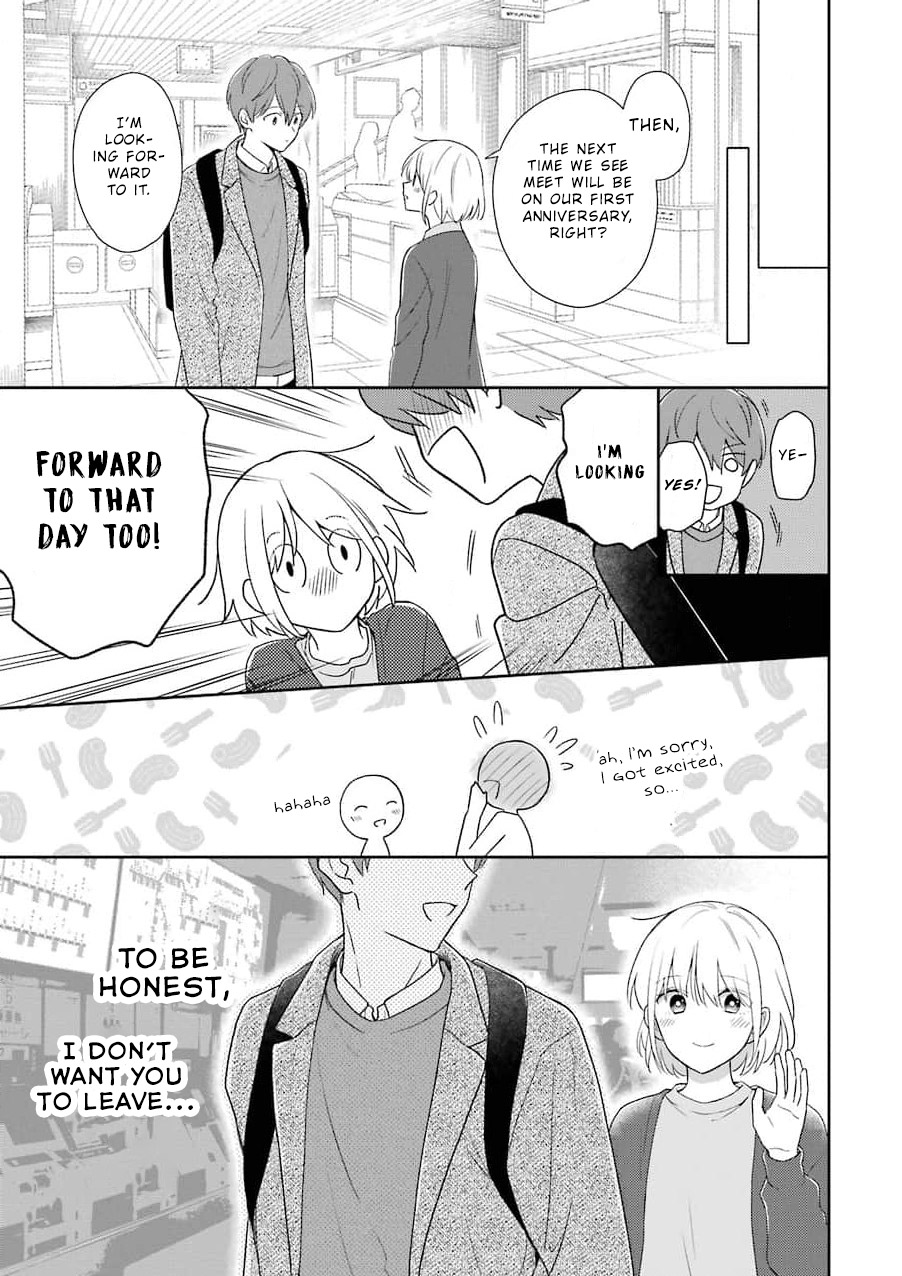 THEN,
THE NEXT
TIME WE SEE
MEET WILL BE
ON OUR FIRST
ANNIVERSARY,
RIGHT?
I'M
LOOK-
ING FOR-
WARD
TO IT.
YE-
YES!
I'M
LOOKING
FORWARD
TO THAT
DAY TOO!
ah, I'm sorry,
I got excited,
so...
hahaha
TO BE
HONEST,
I DON'T
WANT YOU
TO LEAVE...